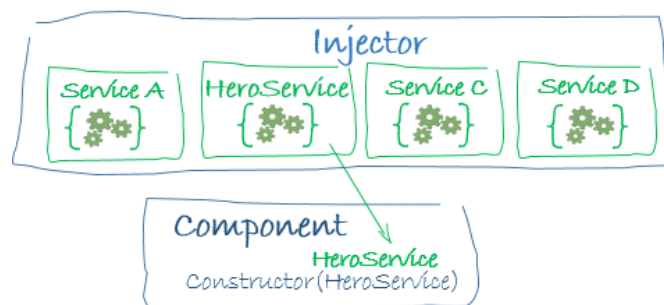 Injector
Service A
HeroService
Service C
Service D
{ }
{ }
{ }
{ }
Component
HeroService
Constructor(HeroService)